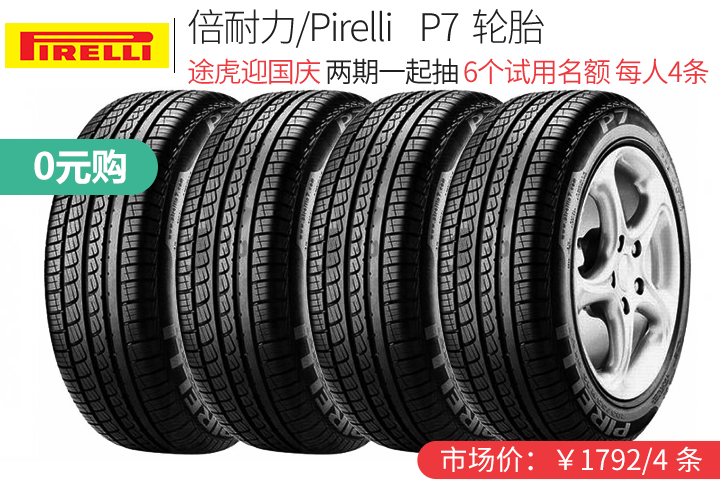 PIRELLI
倍耐力/Pirelli P7 轮胎
途虎迎国庆 两期一起抽 6个试用名额 每人4条
0元购
P7
PIRELLI
市场价：￥1792/4 条